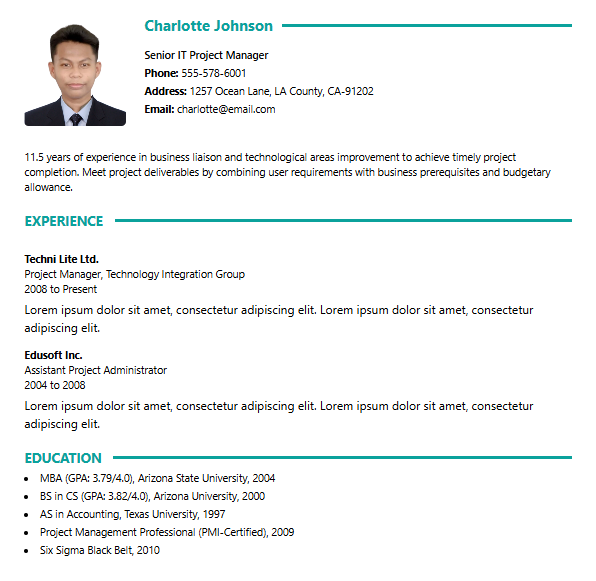 Charlotte Johnson
Senior IT Project Manager
Phone: 555-578-6001
Address: 1257 Ocean Lane, LA County, CA-91202
Email: charlotte@email.com
11.5 years of experience in business liaison and technological areas improvement to achieve timely project
completion. Meet project deliverables by combining user requirements with business prerequisites and budgetary
allowance.
EXPERIENCE
Techni Lite Ltd.
Project Manager, Technology Integration Group
2008 to Present
Lorem ipsum dolor sit amet, consectetur adipiscing elit. Lorem ipsum dolor sit amet, consectetur
adipiscing elit.
Edusoft Inc.
Assistant Project Administrator
2004 to 2008
Lorem ipsum dolor sit amet, consectetur adipiscing elit. Lorem ipsum dolor sit amet, consectetur
adipiscing elit.
EDUCATION
• MBA (GPA: 3.79/4.0), Arizona State University, 2004
• BS in CS (GPA: 3.82/4.0), Arizona University, 2000
• AS in Accounting, Texas University, 1997
• Project Management Professional (PMI-Certified), 2009
• Six Sigma Black Belt, 2010